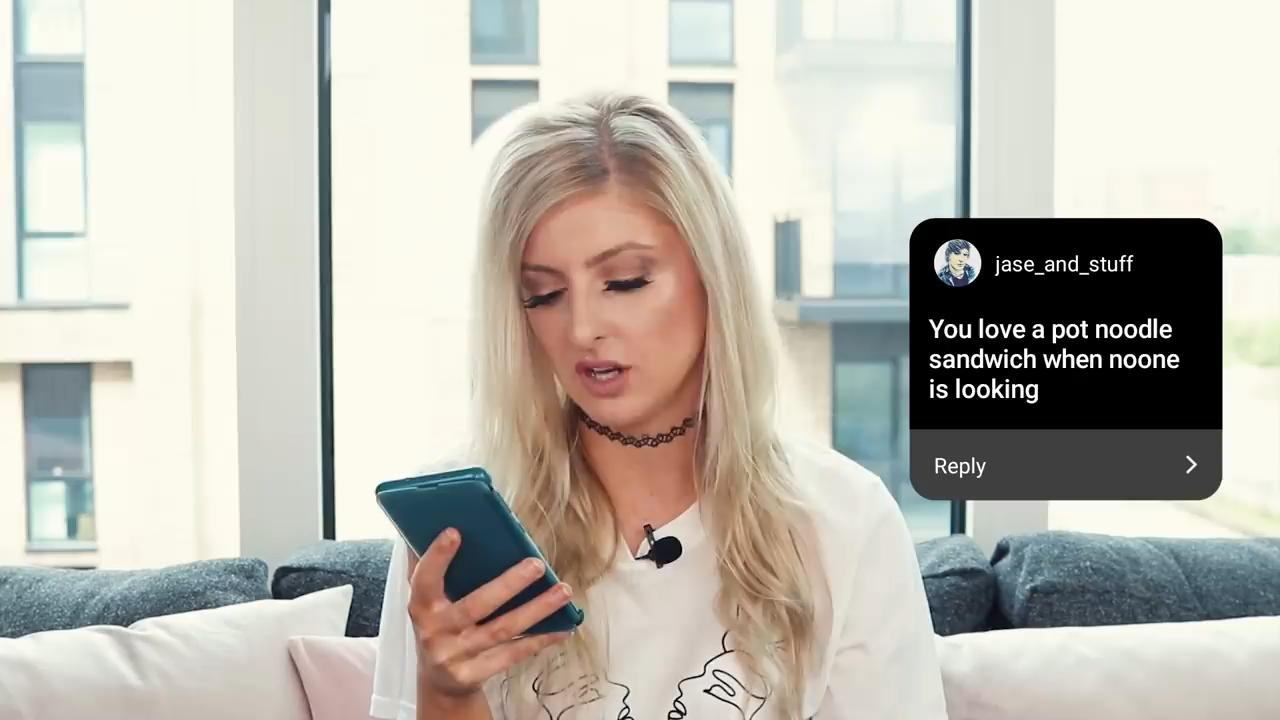 jase_and_stuff
You love a pot noodle
sandwich when noone
is looking
Reply